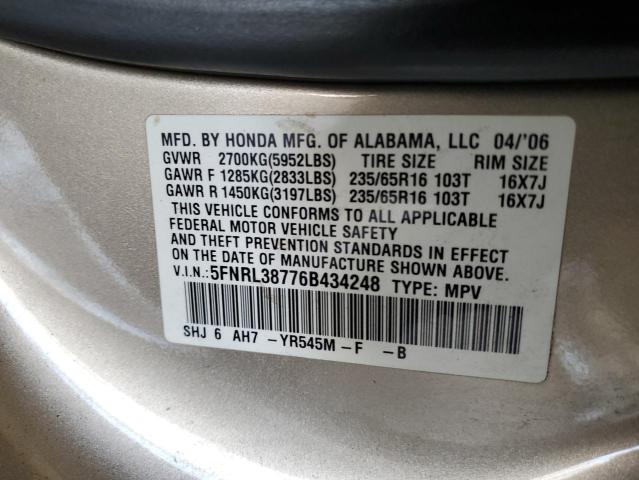 MFD. BY HONDA MFG. OF ALABAMA, LLC 04/'06
GVWR 2700KG(5952LBS) TIRE SIZE RIM SIZE
GAWR F 1285KG(2833LBS) 235/65R16 103T 16X7J
GAWR R 1450KG(3197LBS) 235/65R16 103T 16X7J
THIS VEHICLE CONFORMS TO ALL APPLICABLE
FEDERAL MOTOR VEHICLE SAFETY
AND THEFT PREVENTION STANDARDS IN EFFECT
ON THE DATE OF MANUFACTURE SHOWN ABOVE.
V.I.N.:5FNRL38776B434248 TYPE: MPV
SHJ 6 AH7 -YR545M-F -B